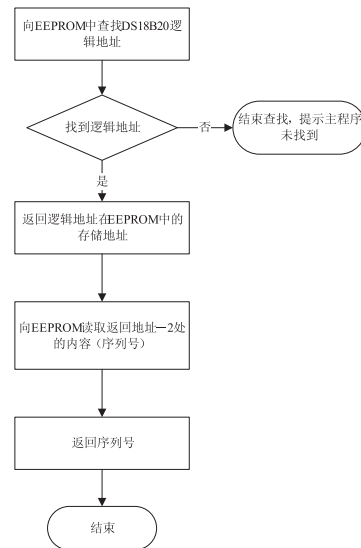 向EEPROM中查找DS18B20逻
辑地址
找到逻辑地址
否
结束查找，提示主程序
未找到
是
返回逻辑地址在EEPROM中的
存储地址
向EEPROM读取返回地址－2处
的内容（序列号）
返回序列号
结束